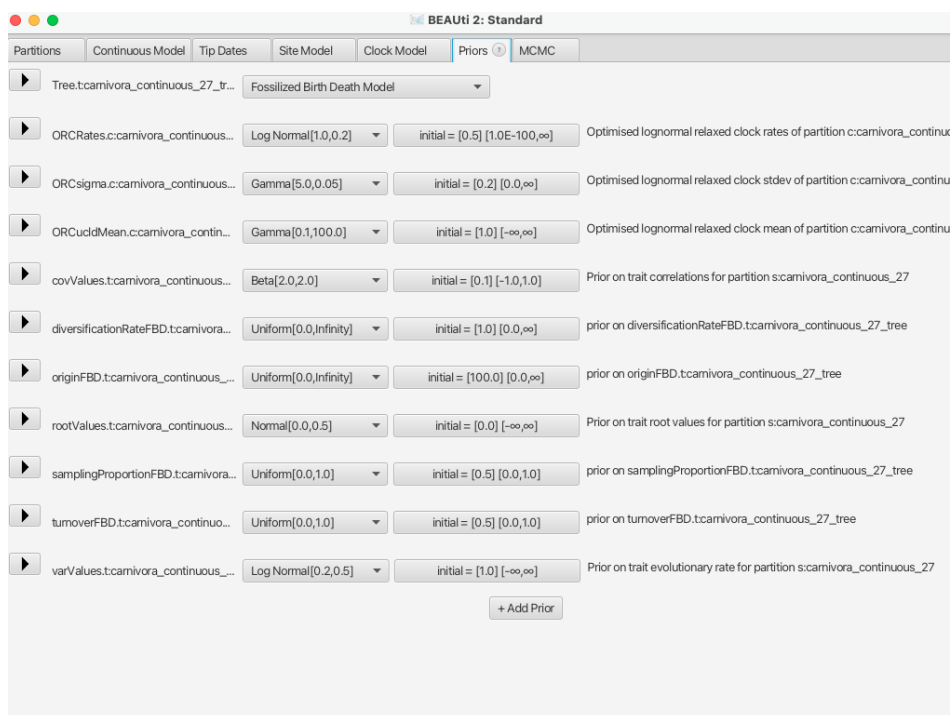 BEAUti 2: Standard
Partitions Continuous Model Tip Dates Site Model Clock Model Priors ? MCMC
Tree.t:carnivora_continuous_27_tr... Fossilized Birth Death Model
ORCRates.c:carnivora_continuous... Log Normal[1.0,0.2] initial = [0.5] [1.0E-100,∞] Optimised lognormal relaxed clock rates of partition c:carnivora_continuo
ORCsigma.c:carnivora_continuous... Gamma[5.0,0.05] initial = [0.2] [0.0,∞] Optimised lognormal relaxed clock stdev of partition c:carnivora_continu
ORCucldMean.c:carnivora_contin... Gamma[0.1,100.0] initial = [1.0] [-∞,∞] Optimised lognormal relaxed clock mean of partition c:carnivora_continu
covValues.t:carnivora_continuous... Beta[2.0,2.0] initial = [0.1] [-1.0,1.0] Prior on trait correlations for partition s:carnivora_continuous_27
diversificationRateFBD.t:carnivora... Uniform[0.0,Infinity] initial = [1.0] [0.0,∞] prior on diversificationRateFBD.t:carnivora_continuous_27_tree
originFBD.t:carnivora_continuous_... Uniform[0.0,Infinity] initial = [100.0] [0.0,∞] prior on originFBD.t:carnivora_continuous_27_tree
rootValues.t:carnivora_continuous... Normal[0.0,0.5] initial = [0.0] [-∞,∞] Prior on trait root values for partition s:carnivora_continuous_27
samplingProportionFBD.t:carnivora... Uniform[0.0,1.0] initial = [0.5] [0.0,1.0] prior on samplingProportionFBD.t:carnivora_continuous_27_tree
turnoverFBD.t:carnivora_continuo... Uniform[0.0,1.0] initial = [0.5] [0.0,1.0] prior on turnoverFBD.t:carnivora_continuous_27_tree
varValues.t:carnivora_continuous_... Log Normal[0.2,0.5] initial = [1.0] [-∞,∞] Prior on trait evolutionary rate for partition s:carnivora_continuous_27
+ Add Prior